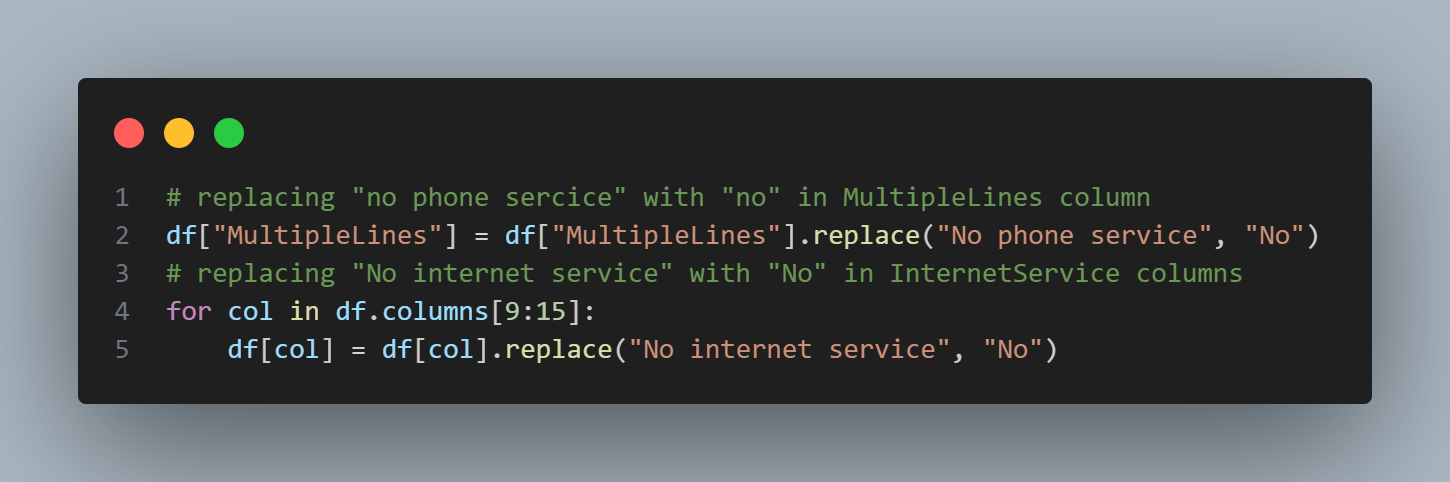 1 # replacing "no phone sercice" with "no" in MultipleLines column
2 df["MultipleLines"] = df["MultipleLines"].replace("No phone service", "No")
3 # replacing "No internet service" with "No" in InternetService columns
4 for col in df.columns[9:15]:
5     df[col] = df[col].replace("No internet service", "No")